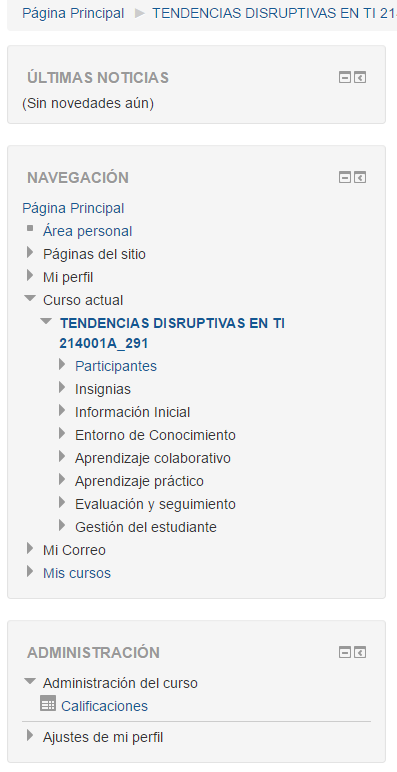 Página Principal ► TENDENCIAS DISRUPTIVAS EN TI 21
ÚLTIMAS NOTICIAS
(Sin novedades aún)
NAVEGACIÓN
Página Principal
Área personal
Páginas del sitio
Mi perfil
Curso actual
TENDENCIAS DISRUPTIVAS EN TI
214001A_291
Participantes
Insignias
Información Inicial
Entorno de Conocimiento
Aprendizaje colaborativo
Aprendizaje práctico
Evaluación y seguimiento
Gestión del estudiante
Mi Correo
Mis cursos
ADMINISTRACIÓN
Administración del curso
Calificaciones
Ajustes de mi perfil